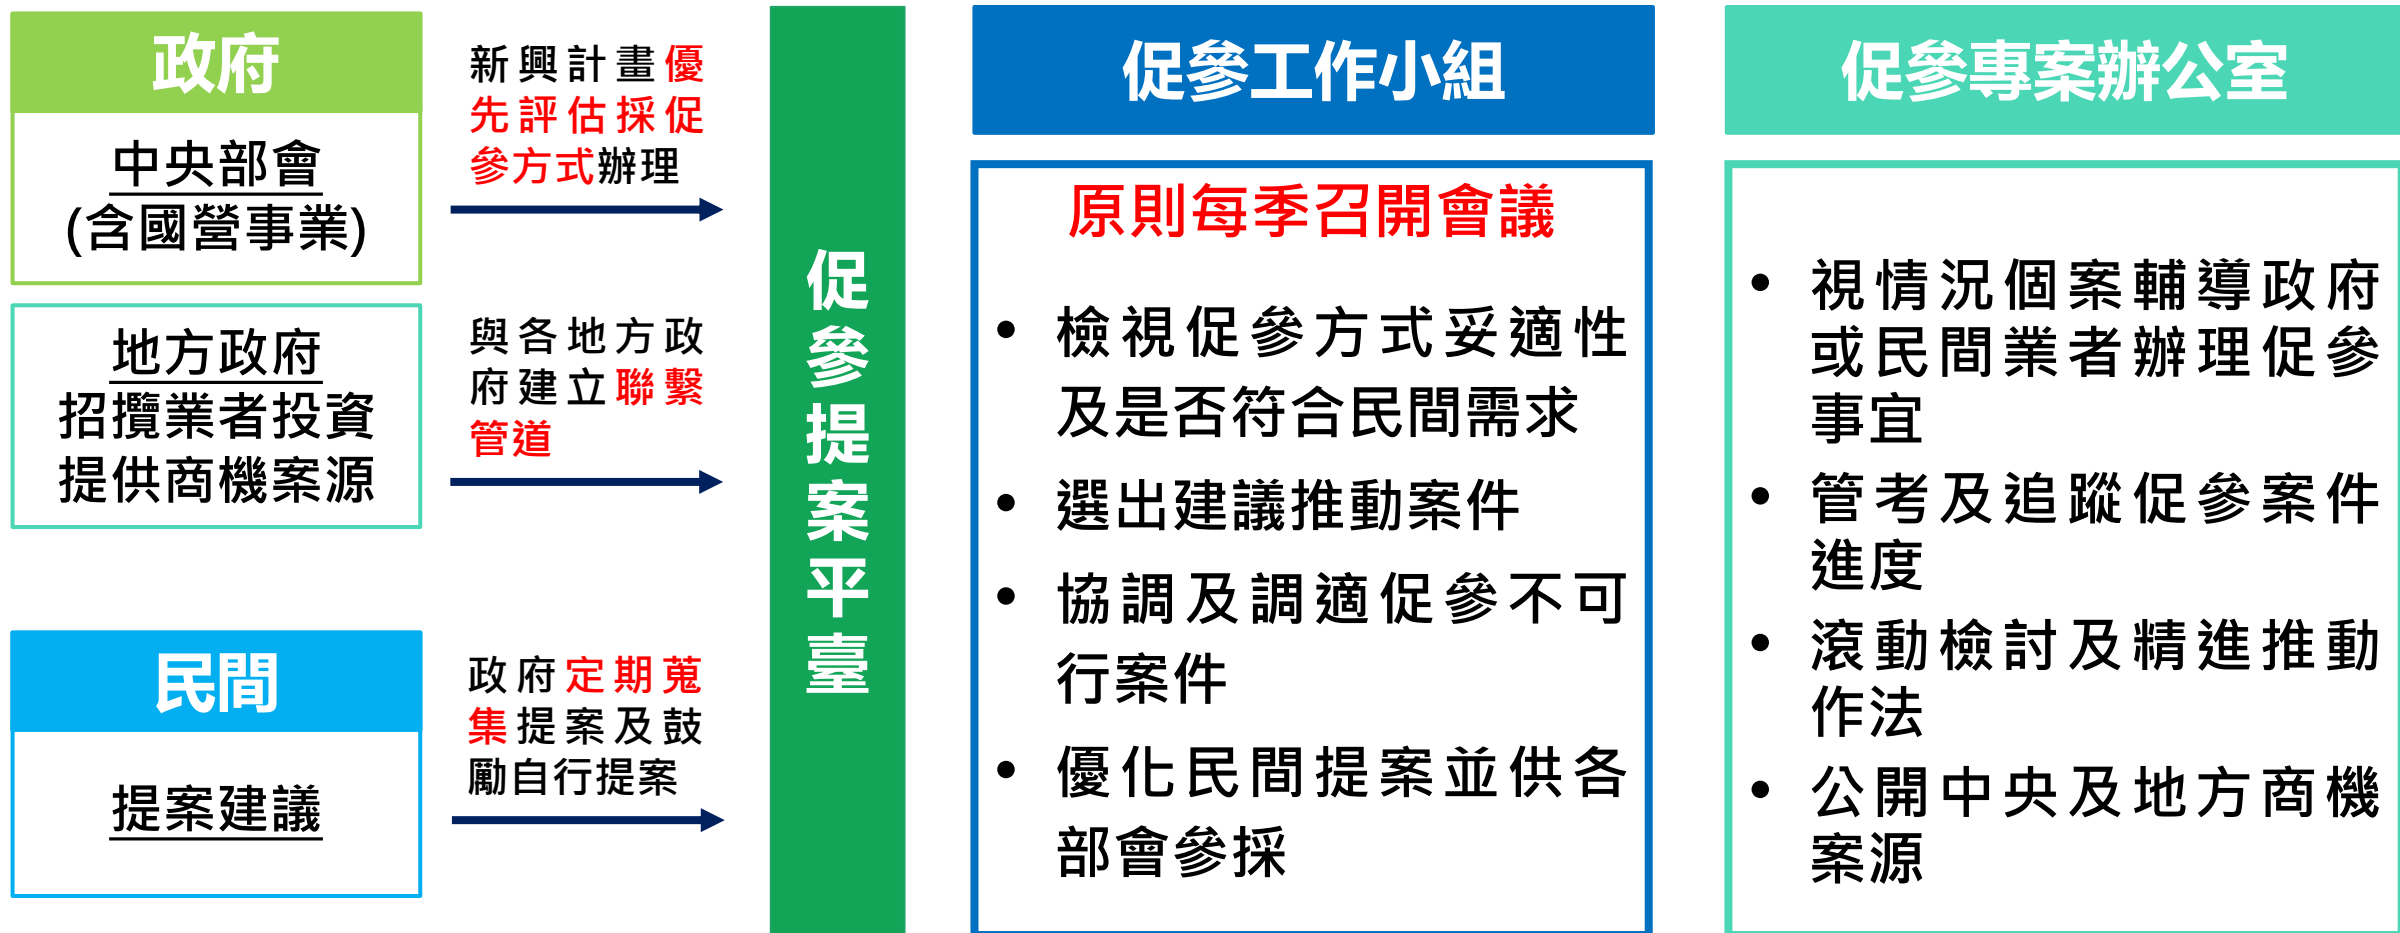 政府
中央部會
(含國營事業)
地方政府
招攬業者投資
提供商機案源
民間
提案建議
新興計畫優
先評估採促
參方式辦理
與各地方政
府建立聯繫
管道
政府定期蒐
集提案及鼓
勵自行提案
促參提案平臺
促參工作小組
原則每季召開會議
• 檢視促參方式妥適性
及是否符合民間需求
• 選出建議推動案件
• 協調及調適促參不可
行案件
• 優化民間提案並供各
部會參採
促參專案辦公室
• 視情況個案輔導政府
或民間業者辦理促參
事宜
• 管考及追蹤促參案件
進度
• 滾動檢討及精進推動
作法
• 公開中央及地方商機
案源